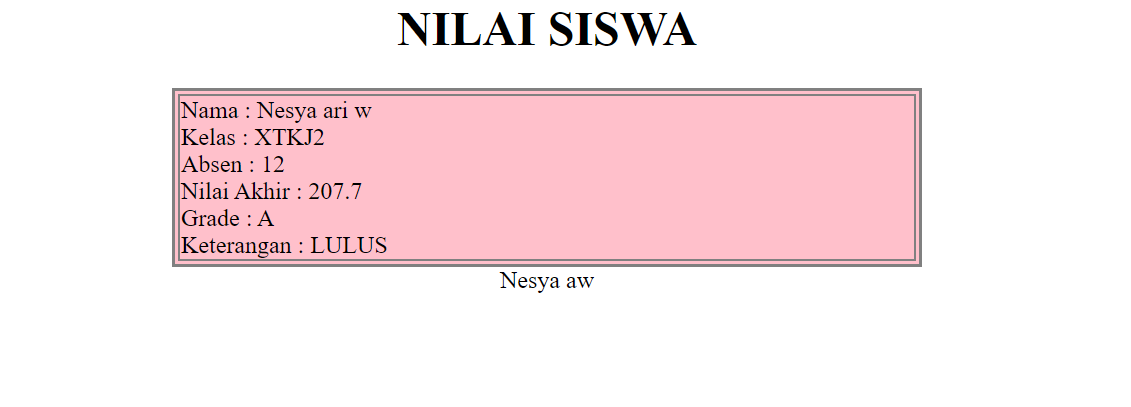 NILAI SISWA
Nama : Nesya ari w
Kelas : XTKJ2
Absen : 12
Nilai Akhir : 207.7
Grade : A
Keterangan : LULUS
Nesya aw